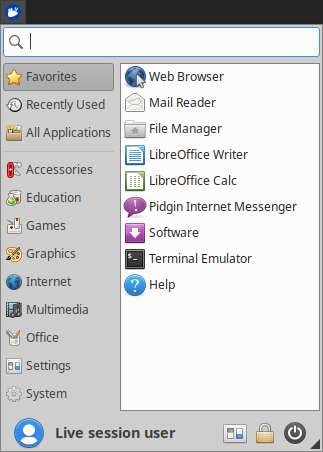 Favorites
Recently Used
All Applications
Accessories
Education
Games
Graphics
Internet
Multimedia
Office
Settings
System
Web Browser
Mail Reader
File Manager
LibreOffice Writer
LibreOffice Calc
Pidgin Internet Messenger
Software
Terminal Emulator
Help
Live session user